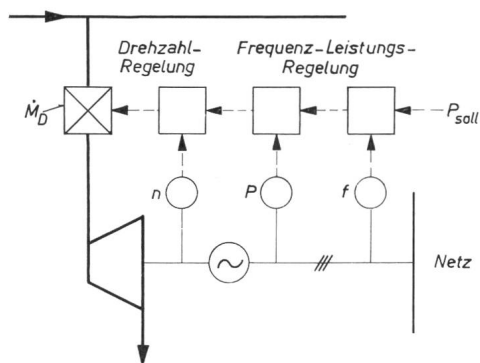 Drehzahl-
Regelung
Frequenz-Leistungs-
Regelung
Ṁ_D
P_soll
n
P
f
Netz